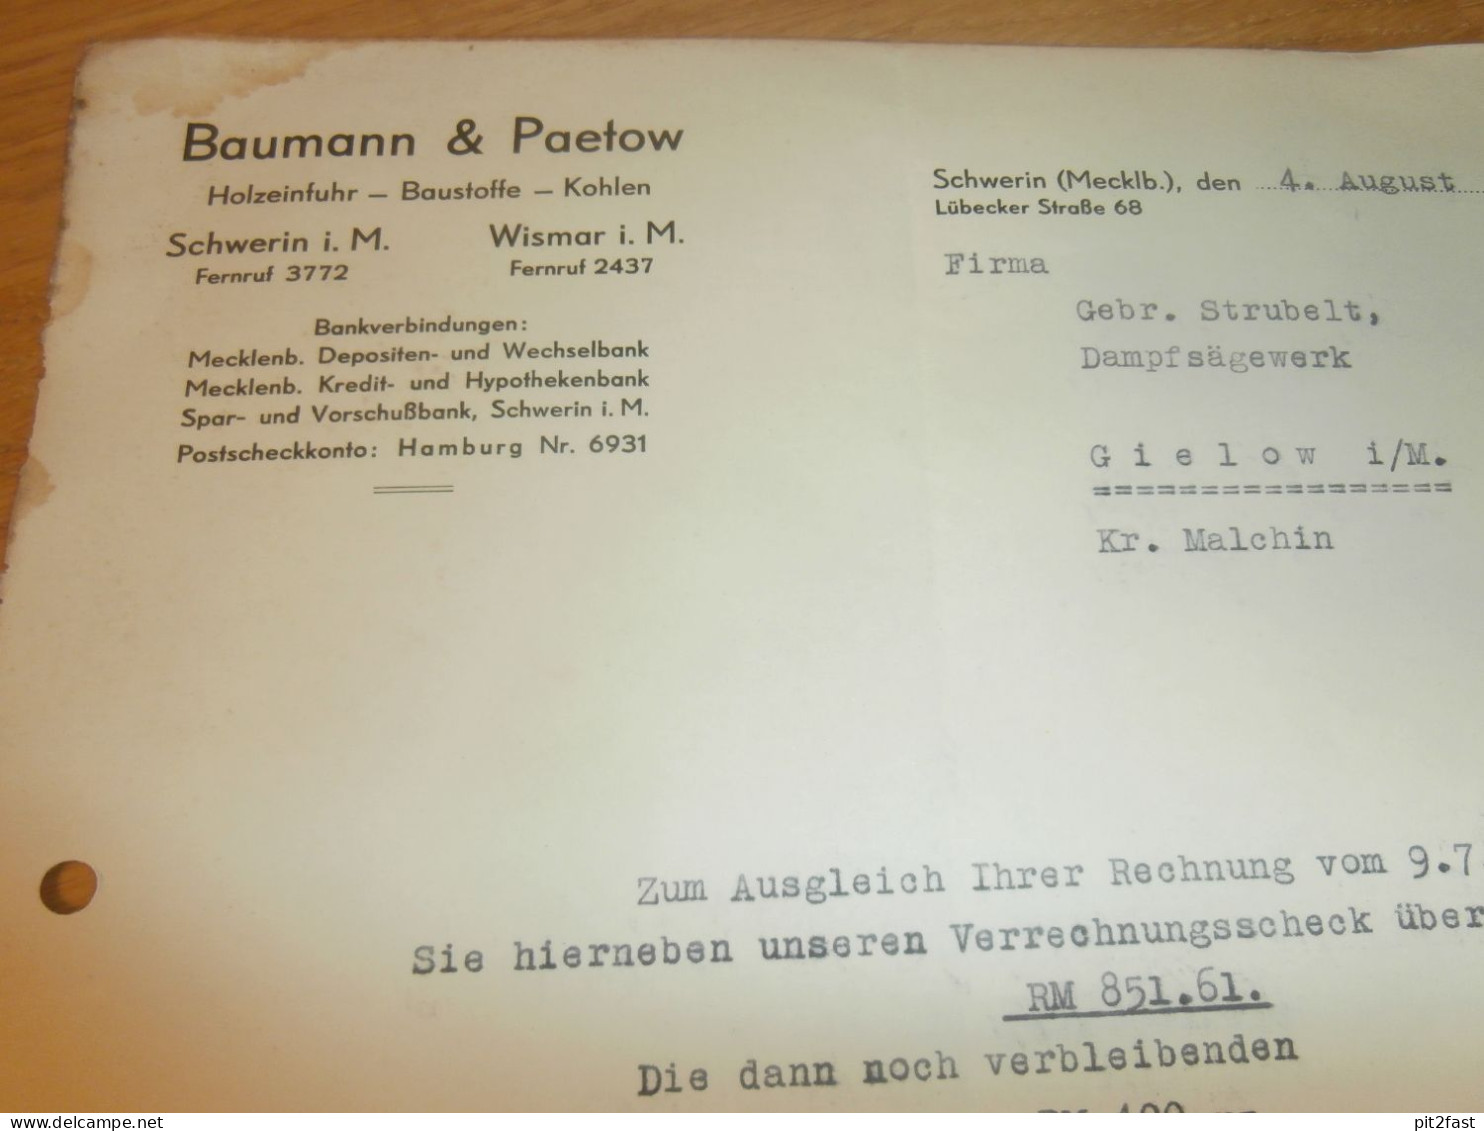 Baumann & Paetow
Holzeinfuhr – Baustoffe – Kohlen
Schwerin i. M. Wismar i. M.
Fernruf 3772 Fernruf 2437
Bankverbindungen:
Mecklenb. Depositen- und Wechselbank
Mecklenb. Kredit- und Hypothekenbank
Spar- und Vorschußbank, Schwerin i. M.
Postscheckkonto: Hamburg Nr. 6931
Schwerin (Mecklb.), den 4. August
Lübecker Straße 68
Firma
Gebr. Strubelt,
Dampfsägewerk
G i e l o w i/M.
=================
Kr. Malchin
Zum Ausgleich Ihrer Rechnung vom 9.7
Sie hierneben unseren Verrechnungsscheck über
RM 851.61.
Die dann noch verbleibenden
RM 400.--
www.delcampe.net
pit2fast